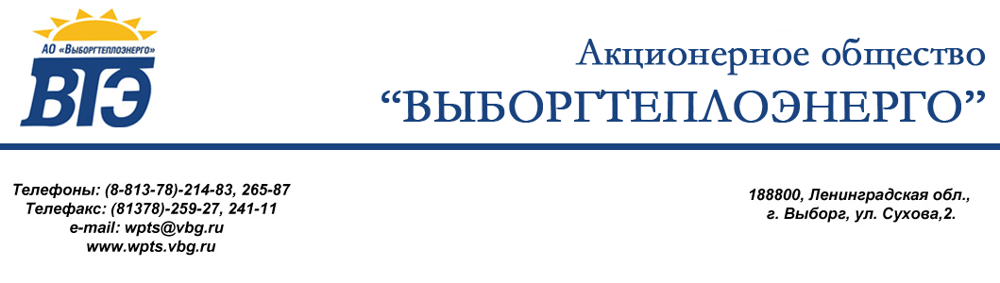 АО «Выборгтеплоэнерго»
ВТЭ
Акционерное общество
“ВЫБОРГТЕПЛОЭНЕРГО”
Телефоны: (8-813-78)-214-83, 265-87
Телефакс: (81378)-259-27, 241-11
e-mail: wpts@vbg.ru
www.wpts.vbg.ru
188800, Ленинградская обл.,
г. Выборг, ул. Сухова,2.